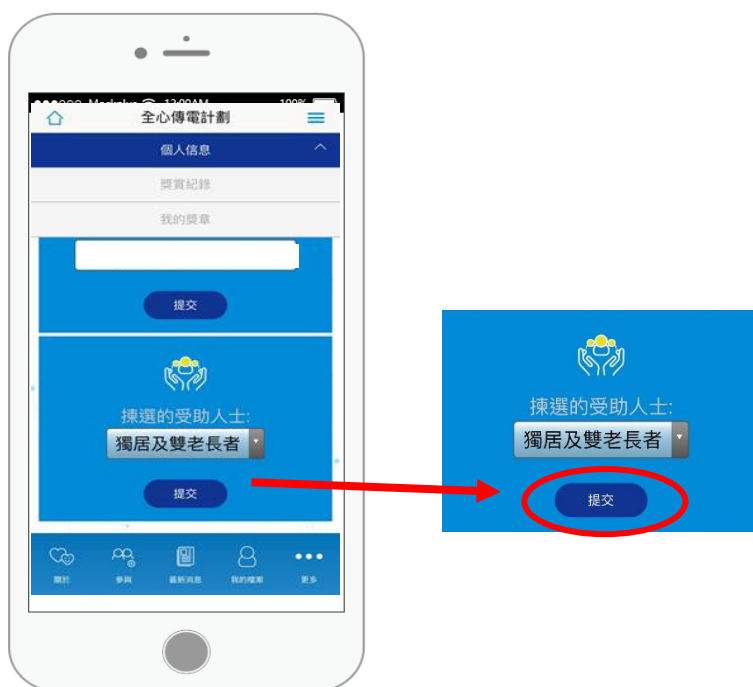 12:00AM 100%
全心傳電計劃
個人信息
獎賞紀錄
我的獎章
提交
揀選的受助人士:
獨居及雙老長者
提交
關於 參與 最新消息 我的檔案 更多
揀選的受助人士:
獨居及雙老長者
提交